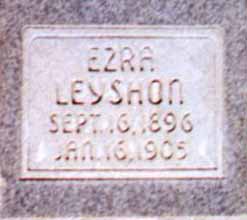 EZRA
LEYSHON
SEPT. 16, 1896
JAN. 16, 1905